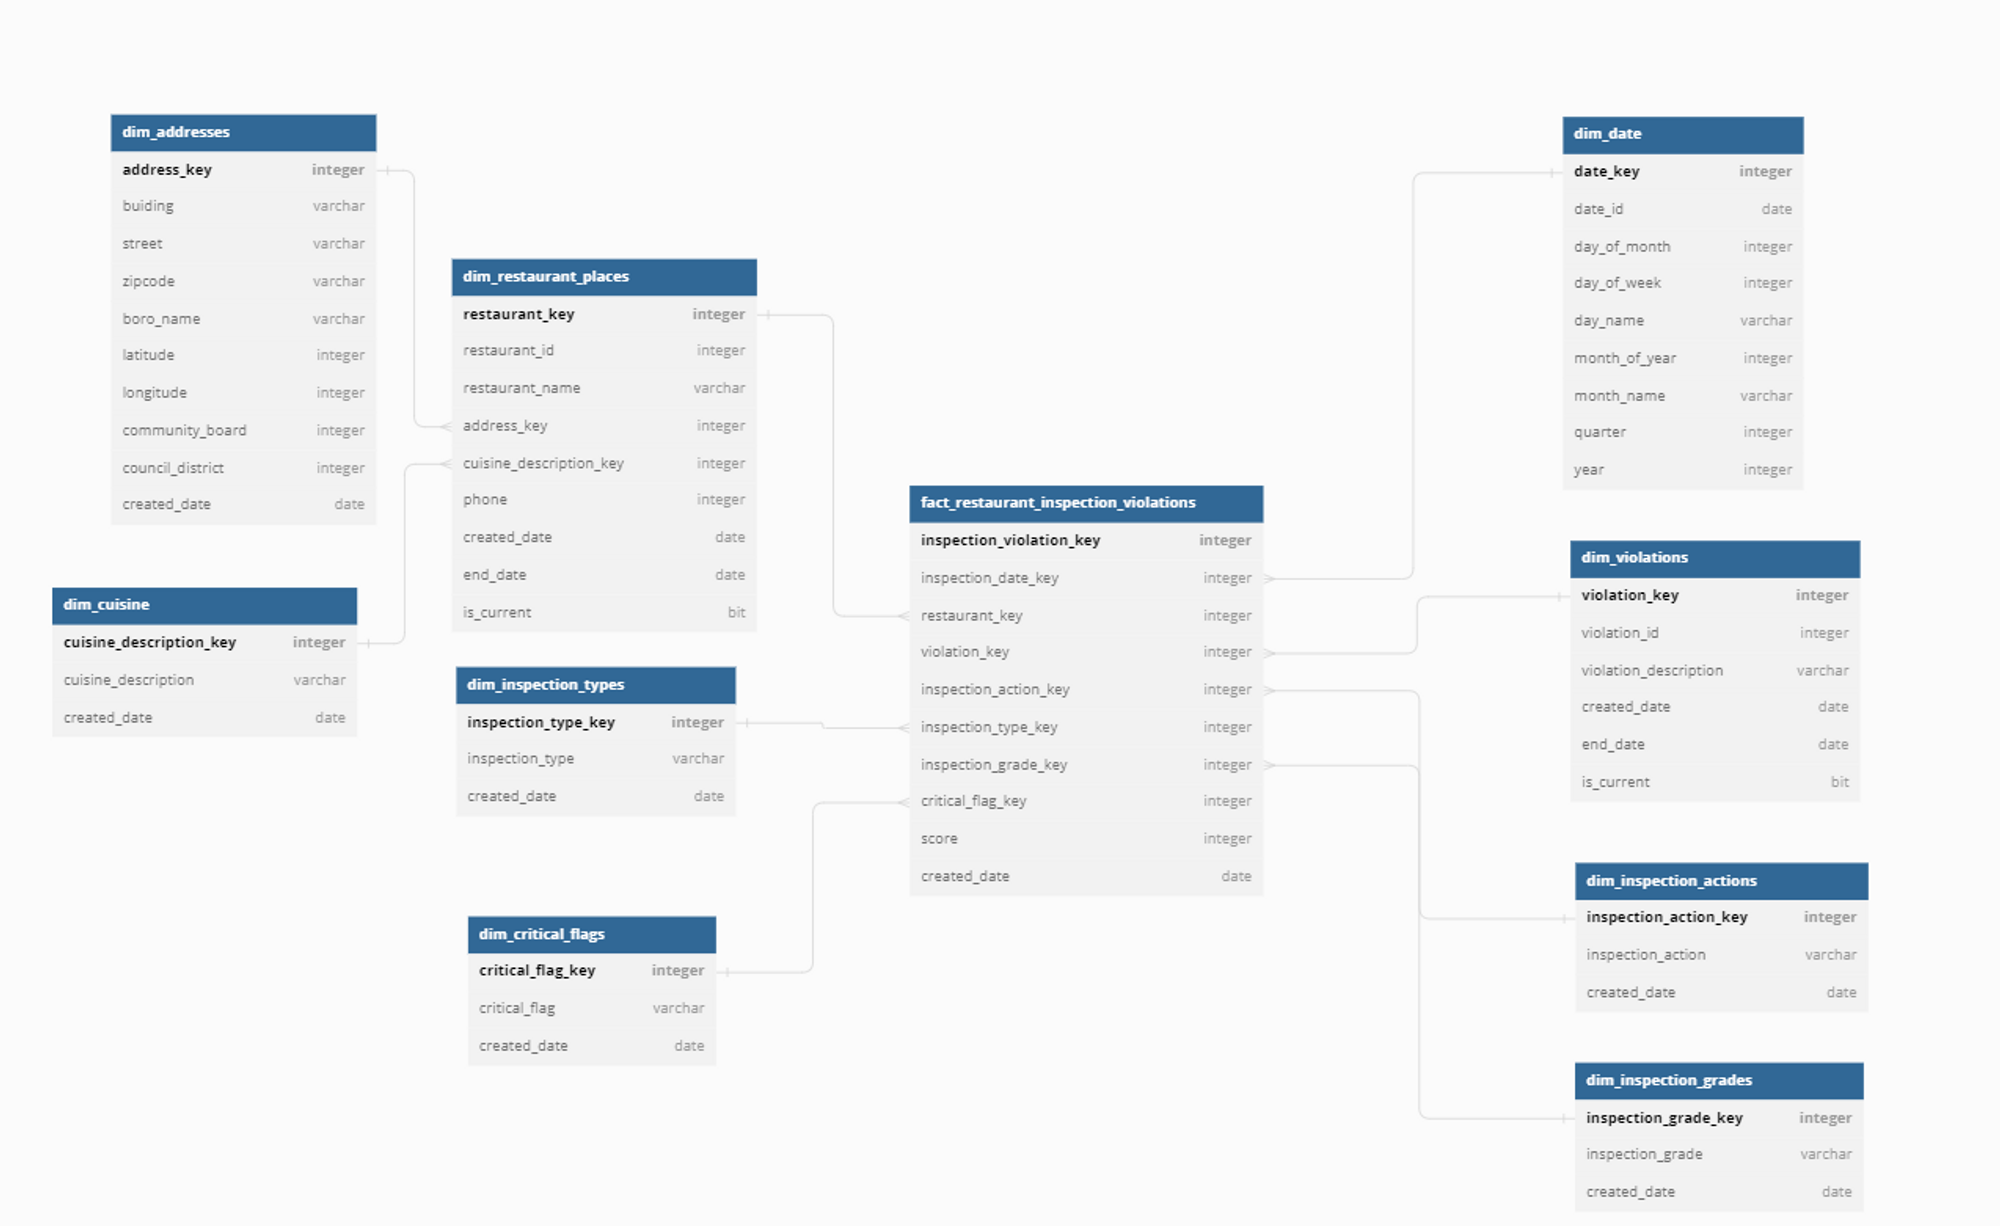 dim_addresses
address_key integer
buiding varchar
street varchar
zipcode varchar
boro_name varchar
latitude integer
longitude integer
community_board integer
council_district integer
created_date date
dim_cuisine
cuisine_description_key integer
cuisine_description varchar
created_date date
dim_restaurant_places
restaurant_key integer
restaurant_id integer
restaurant_name varchar
address_key integer
cuisine_description_key integer
phone integer
created_date date
end_date date
is_current bit
dim_inspection_types
inspection_type_key integer
inspection_type varchar
created_date date
dim_critical_flags
critical_flag_key integer
critical_flag varchar
created_date date
fact_restaurant_inspection_violations
inspection_violation_key integer
inspection_date_key integer
restaurant_key integer
violation_key integer
inspection_action_key integer
inspection_type_key integer
inspection_grade_key integer
critical_flag_key integer
score integer
created_date date
dim_date
date_key integer
date_id date
day_of_month integer
day_of_week integer
day_name varchar
month_of_year integer
month_name varchar
quarter integer
year integer
dim_violations
violation_key integer
violation_id integer
violation_description varchar
created_date date
end_date date
is_current bit
dim_inspection_actions
inspection_action_key integer
inspection_action varchar
created_date date
dim_inspection_grades
inspection_grade_key integer
inspection_grade varchar
created_date date